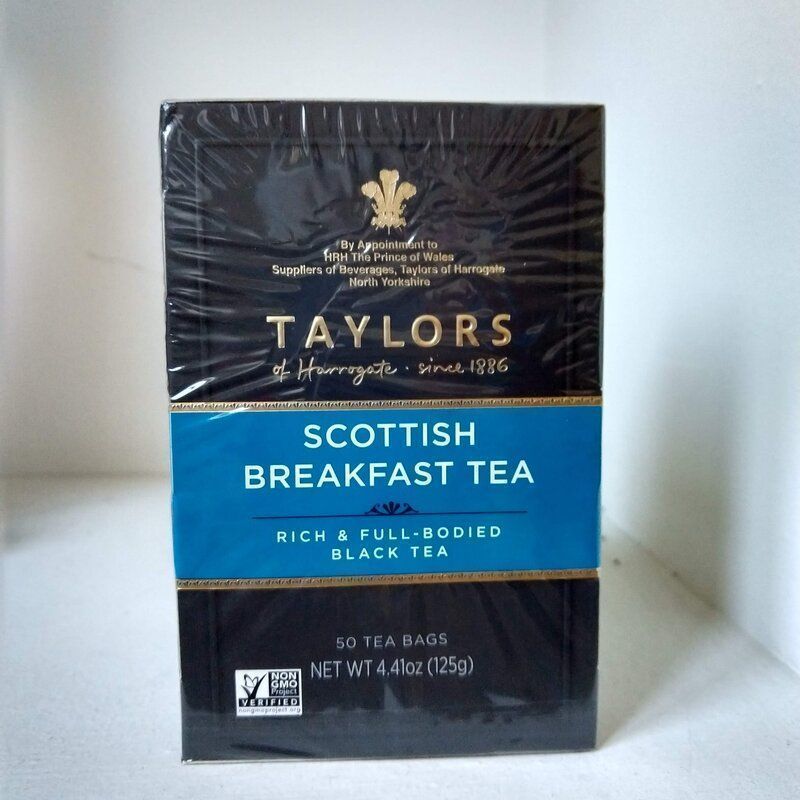 By Appointment to
HRH The Prince of Wales
Suppliers of Beverages, Taylors of Harrogate
North Yorkshire
TAYLORS
of Harrogate · since 1886
SCOTTISH
BREAKFAST TEA
RICH & FULL-BODIED
BLACK TEA
50 TEA BAGS
NET WT 4.41oz (125g)
NON
GMO
Project
VERIFIED
nongmoproject.org